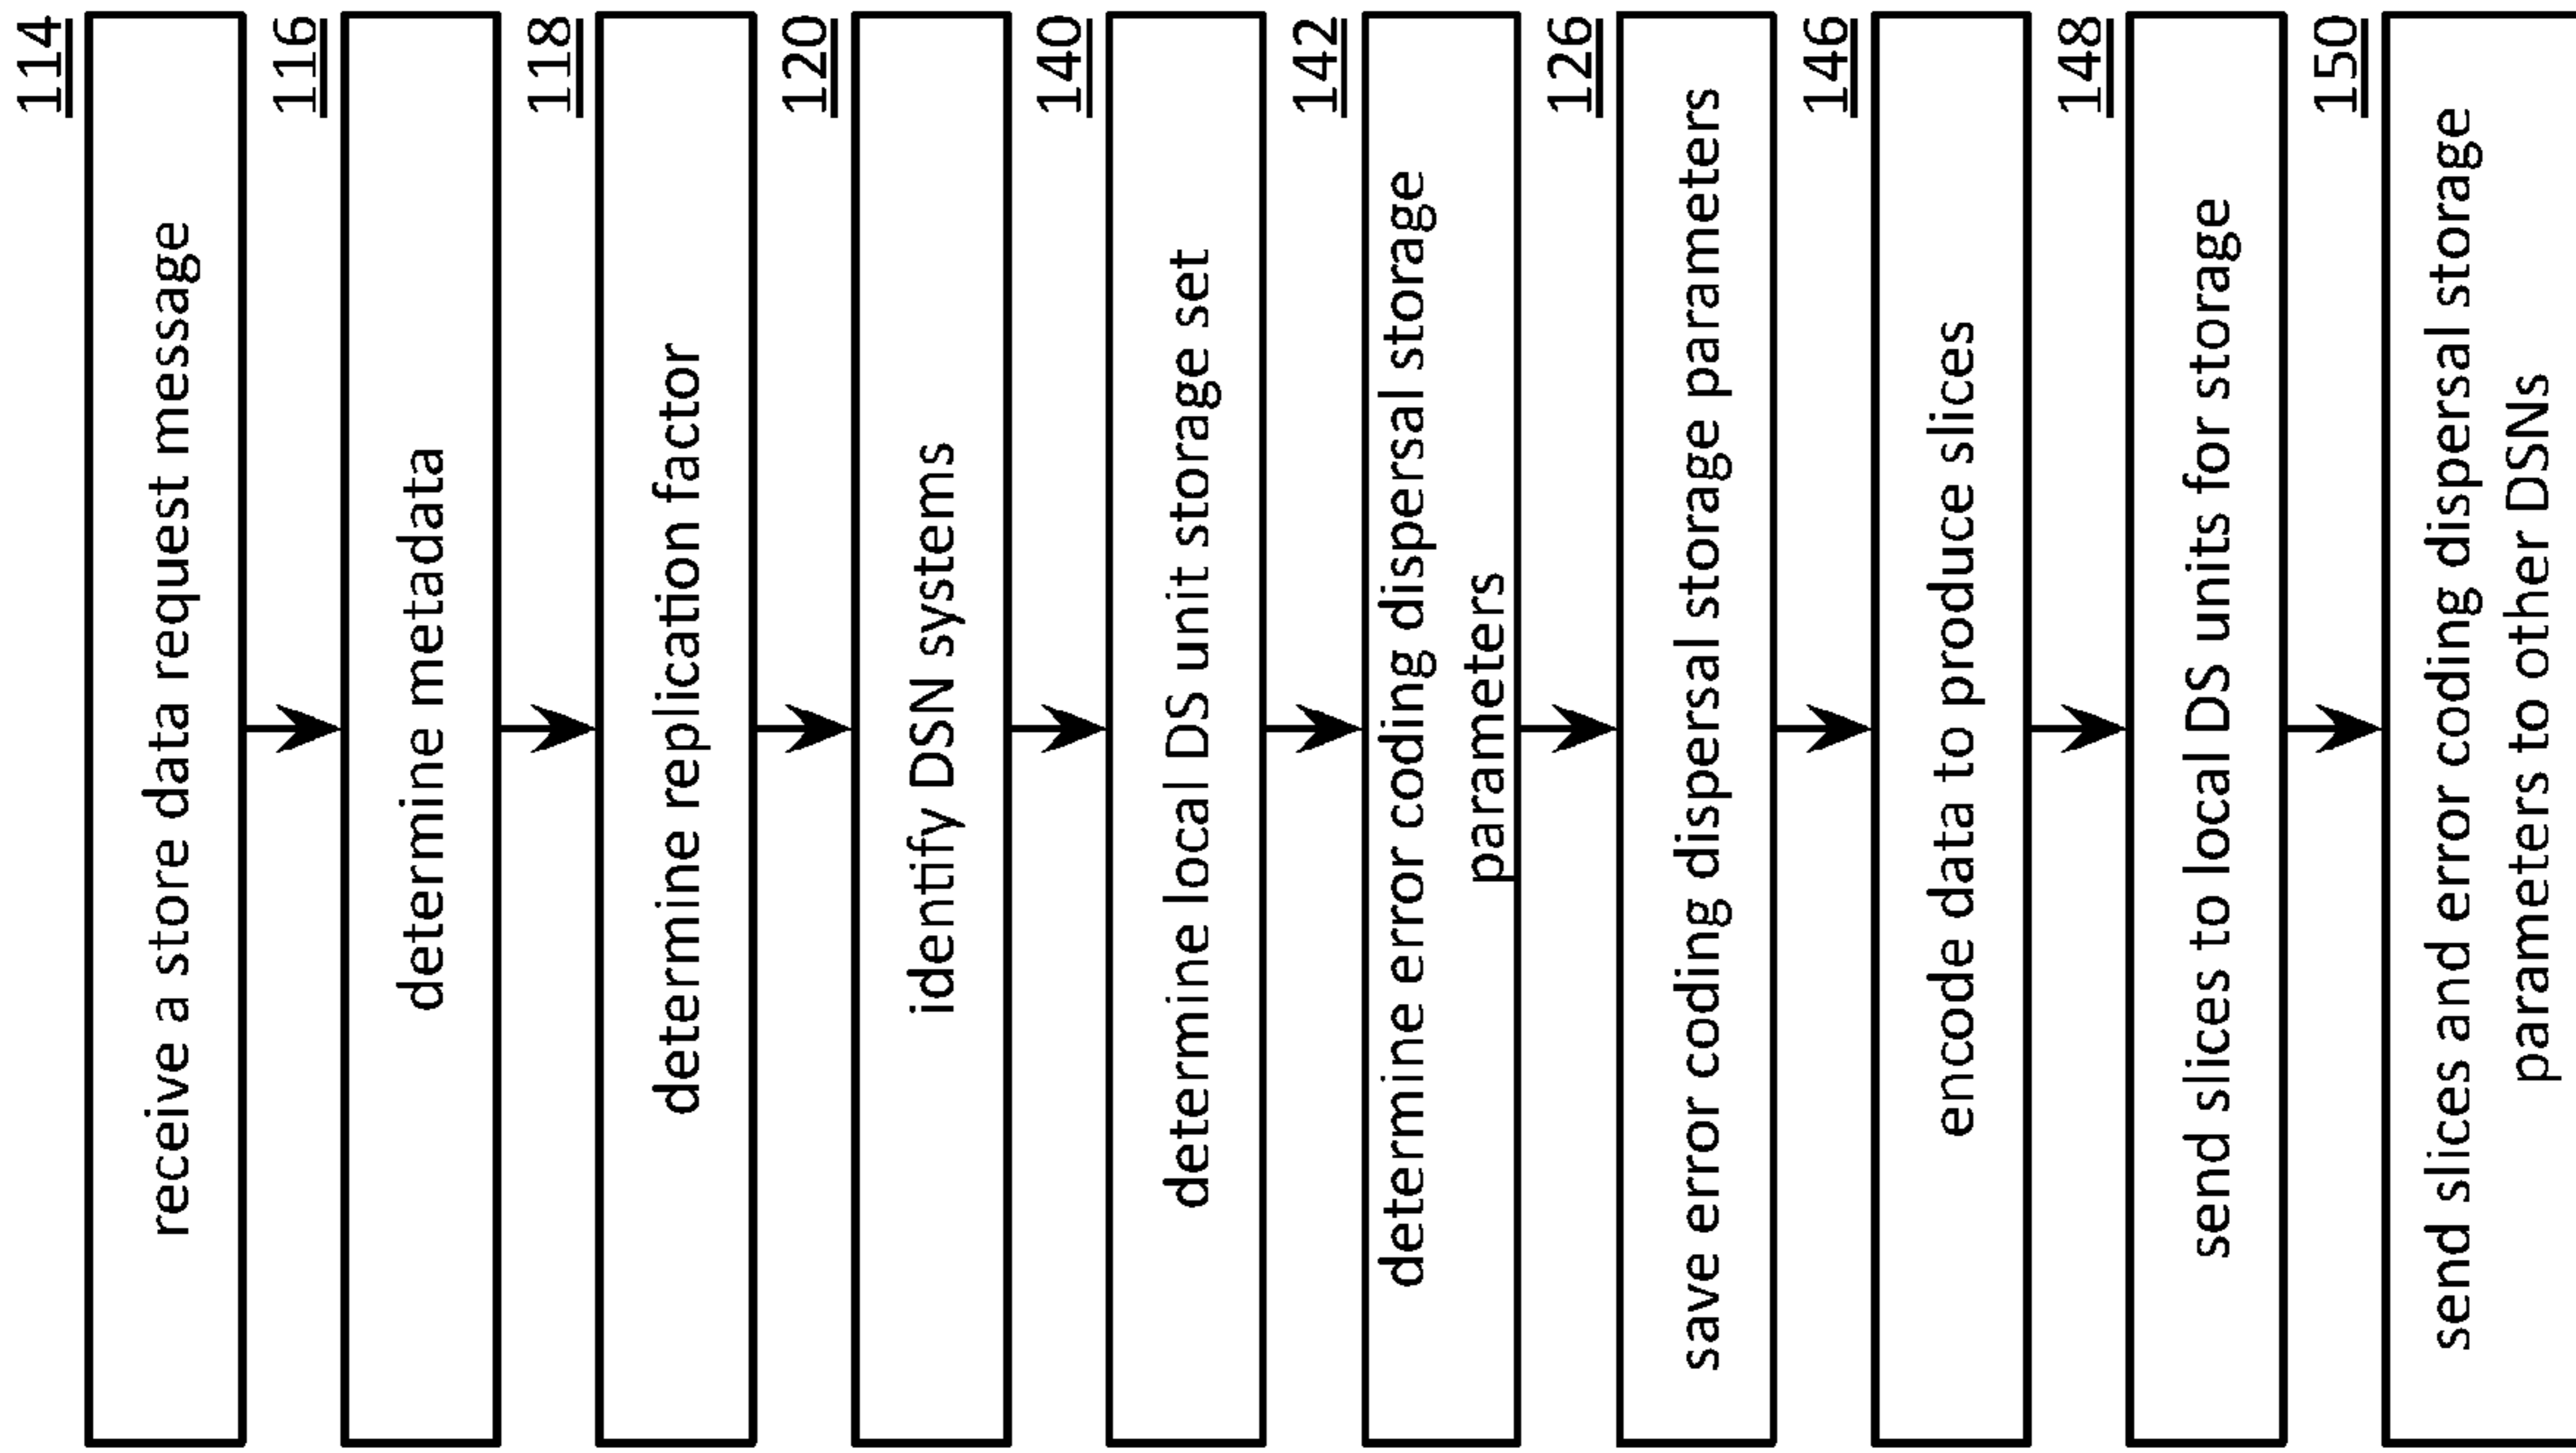 114
receive a store data request message
116
determine metadata
118
determine replication factor
120
identify DSN systems
140
determine local DS unit storage set
142
determine error coding dispersal storage
parameters
126
save error coding dispersal storage parameters
146
encode data to produce slices
148
send slices to local DS units for storage
150
send slices and error coding dispersal storage
parameters to other DSNs